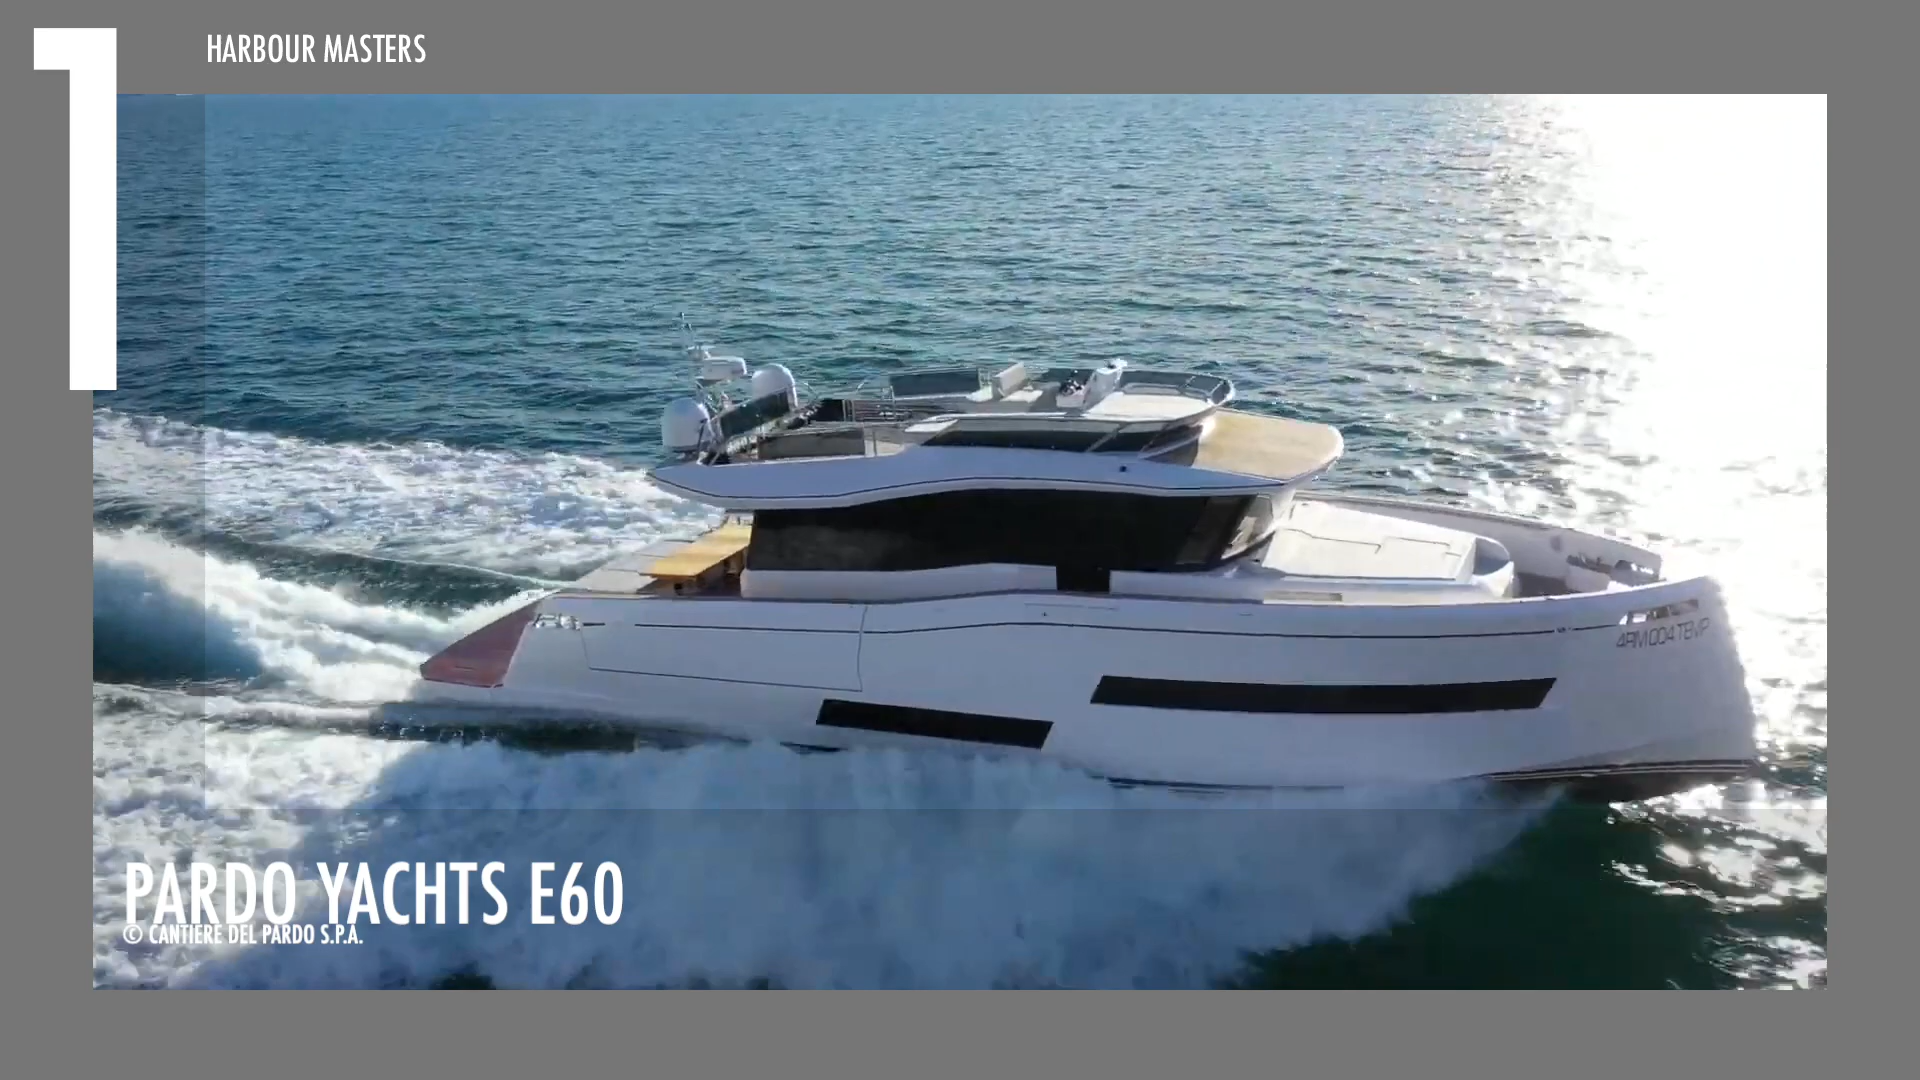 1
HARBOUR MASTERS
4RM004TEMP
PARDO YACHTS E60
© CANTIERE DEL PARDO S.P.A.